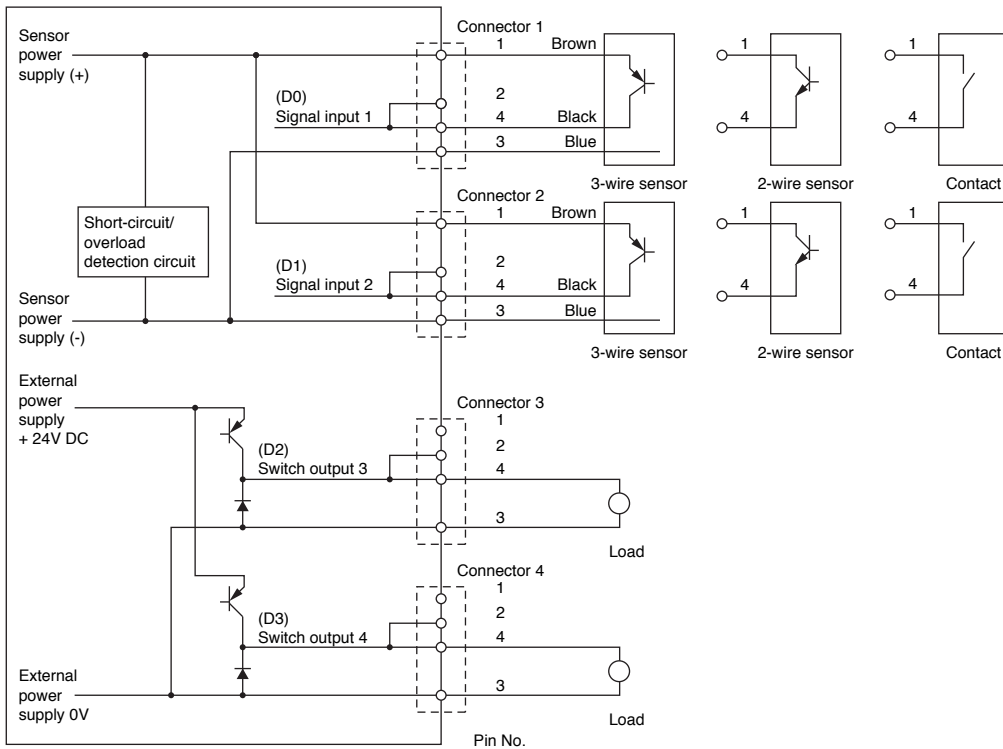 Connector 1
Sensor
power
supply (+)
1
Brown
1
1
(D0)
2
Signal input 1
4
Black
4
4
3
Blue
3-wire sensor
2-wire sensor
Contact
Connector 2
1
Brown
1
1
Short-circuit/
overload
detection circuit
(D1)
2
Signal input 2
4
Black
4
4
Sensor
power
supply (-)
3
Blue
3-wire sensor
2-wire sensor
Contact
External
power
supply
+ 24V DC
Connector 3
1
(D2)
2
Switch output 3
4
3
Load
Connector 4
1
(D3)
2
Switch output 4
4
External
power
supply 0V
3
Load
Pin No.